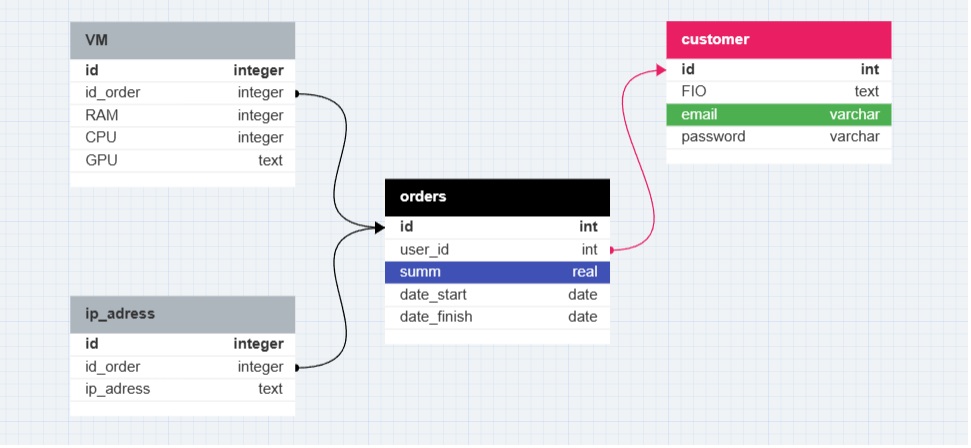 VM
id integer
id_order integer
RAM integer
CPU integer
GPU text
customer
id int
FIO text
email varchar
password varchar
orders
id int
user_id int
summ real
date_start date
date_finish date
ip_adress
id integer
id_order integer
ip_adress text